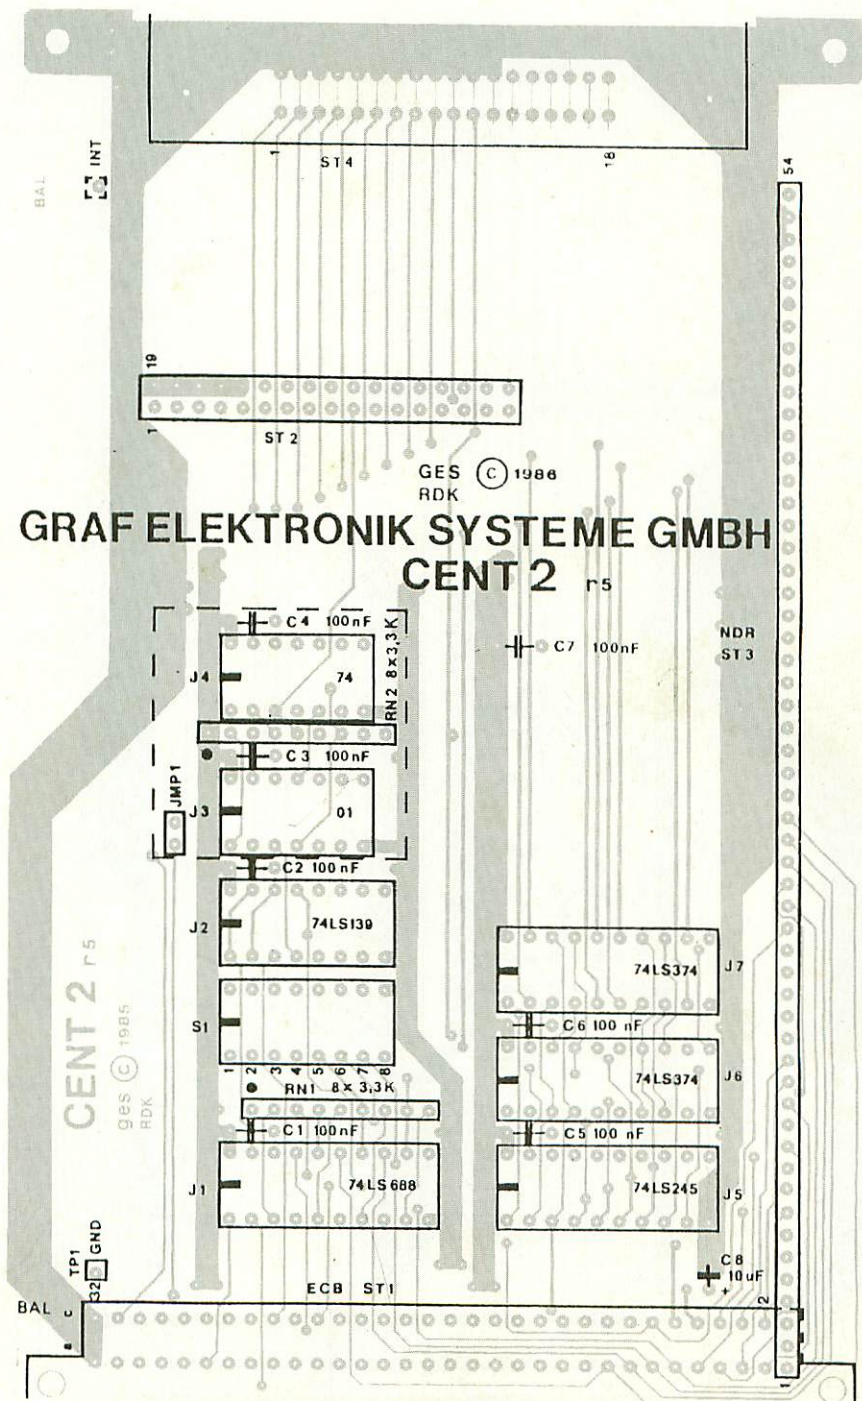 INT
BAL
1
ST4
18
54
19
1
ST 2
GES © 1986
RDK
GRAF ELEKTRONIK SYSTEME GMBH
CENT 2 r5
C4 100nF
J4
74
RN2 8x3,3K
C7 100nF
NDR
ST3
C3 100nF
JMP1
J3
01
C2 100nF
J2
74LS139
74LS374
J7
S1
C6 100 nF
CENT 2 r5
ges © 1985
RDK
1 2 3 4 5 6 7 8
RN1 8x 3,3K
74LS374
J6
C1 100nF
C5 100 nF
J1
74LS688
74LS245
J5
TP1
GND
32
ECB ST1
C8
10uF
+
2
BAL
C
a
1